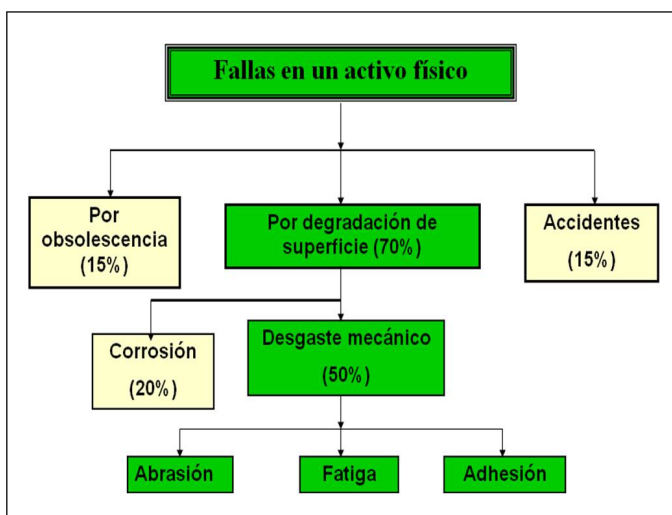 Fallas en un activo físico
Por
obsolescencia
(15%)
Por degradación de
superficie (70%)
Accidentes
(15%)
Corrosión
(20%)
Desgaste mecánico
(50%)
Abrasión
Fatiga
Adhesión